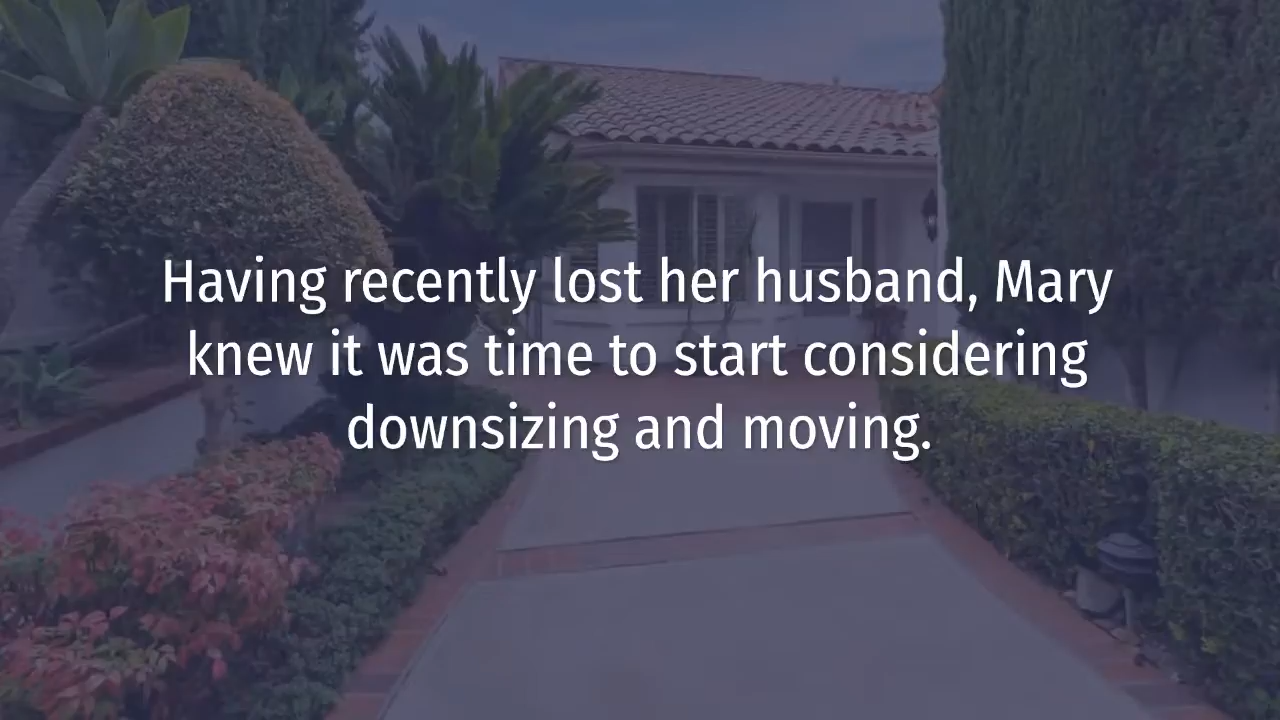 Having recently lost her husband, Mary
knew it was time to start considering
downsizing and moving.